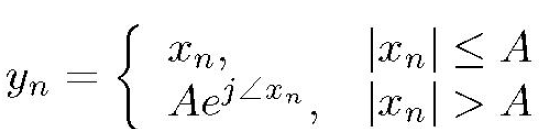 y_n = { x_n, |x_n| ≤ A
Ae^{j∠x_n}, |x_n| > A